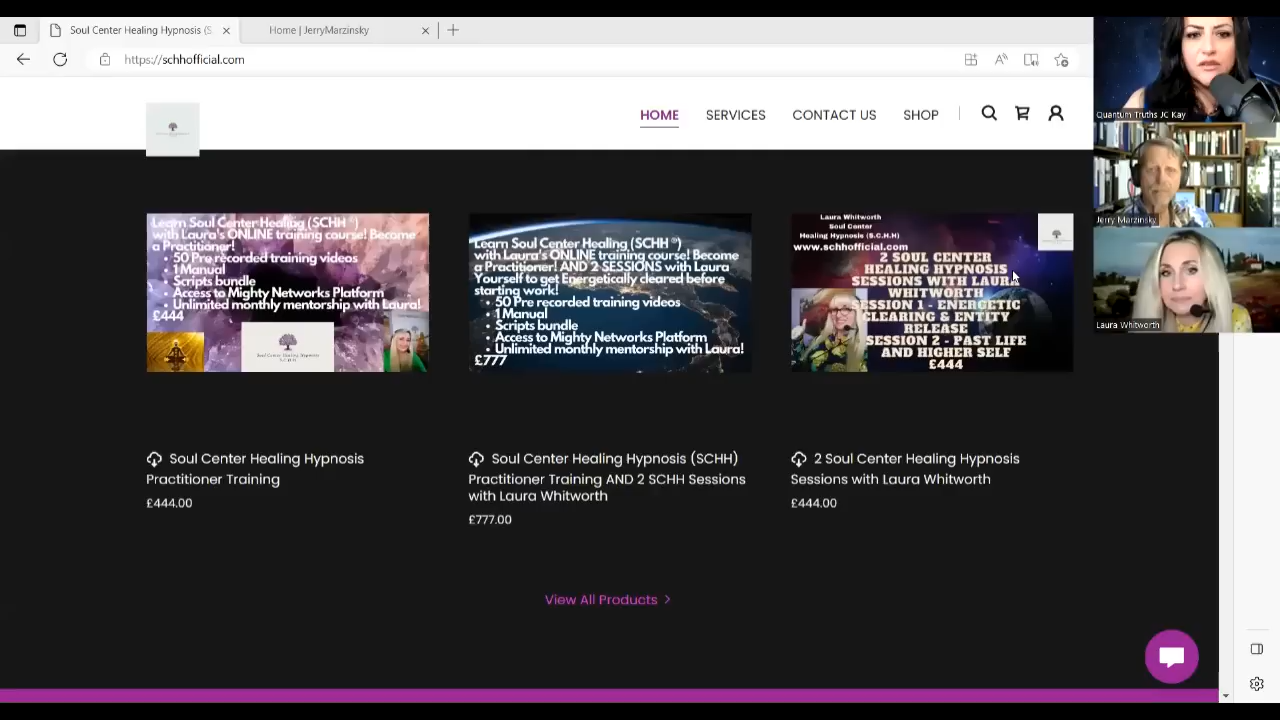 Soul Center Healing Hypnosis (S
Home | JerryMarzinsky
https://schhofficial.com
HOME
SERVICES
CONTACT US
SHOP
Quantum Truths JC Kay
Jerry Marzinsky
Laura Whitworth
Learn Soul Center Healing (SCHH ®)
with Laura's ONLINE training course! Become
a Practitioner!
• 50 Pre recorded training videos
• 1 Manual
• Scripts bundle
• Access to Mighty Networks Platform
• Unlimited monthly mentorship with Laura!
£444
Soul Center Healing Hypnosis
Learn Soul Center Healing (SCHH ®)
with Laura's ONLINE training course! Become
a Practitioner! AND 2 SESSIONS with Laura
Yourself to get Energetically cleared before
starting work!
• 50 Pre recorded training videos
• 1 Manual
• Scripts bundle
• Access to Mighty Networks Platform
• Unlimited monthly mentorship with Laura!
£777
Laura Whitworth
Soul Center
Healing Hypnosis (S.C.H.H)
www.schhofficial.com
2 SOUL CENTER
HEALING HYPNOSIS
SESSIONS WITH LAURA
WHITWORTH
SESSION 1 - ENERGETIC
CLEARING & ENTITY
RELEASE
SESSION 2 - PAST LIFE
AND HIGHER SELF
£444
Soul Center Healing Hypnosis
Practitioner Training
£444.00
Soul Center Healing Hypnosis (SCHH)
Practitioner Training AND 2 SCHH Sessions
with Laura Whitworth
£777.00
2 Soul Center Healing Hypnosis
Sessions with Laura Whitworth
£444.00
View All Products